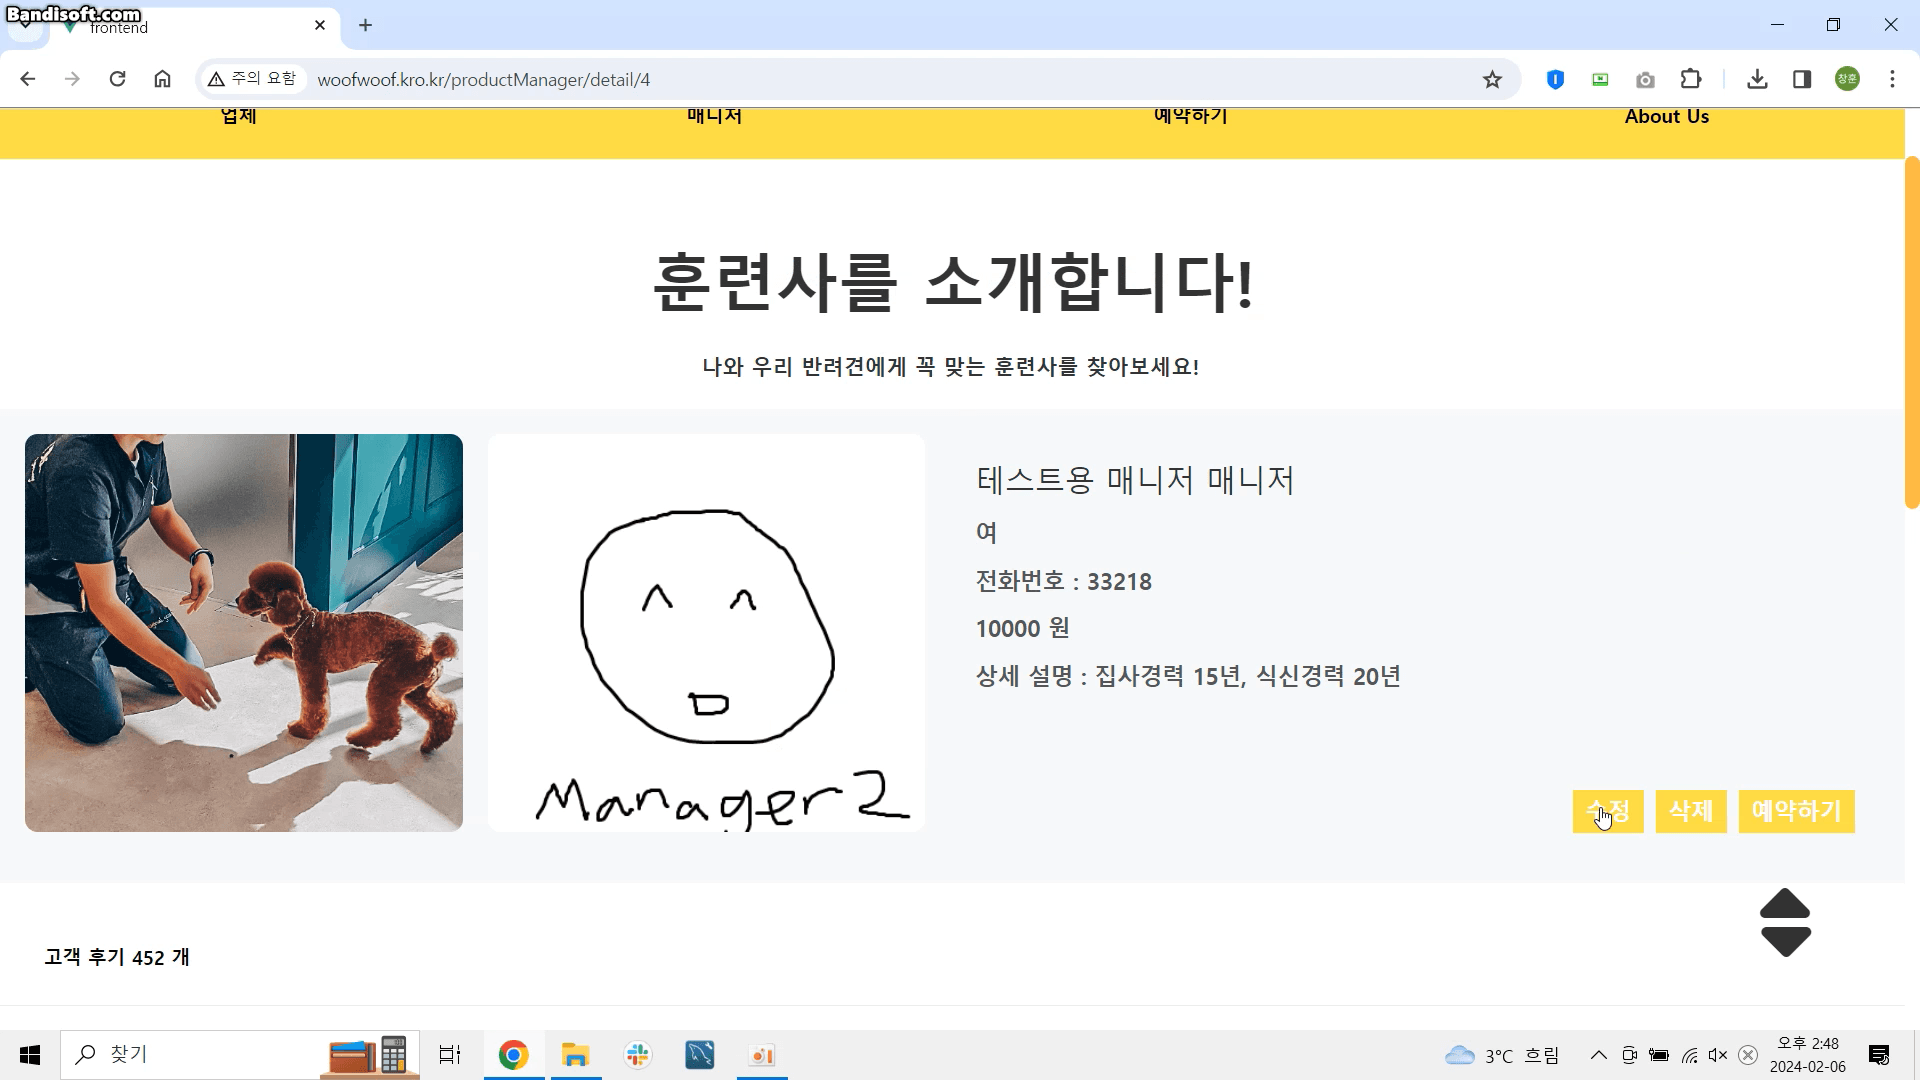 Bandisoft.com
frontend
주의 요함
woofwoof.kro.kr/productManager/detail/4
창훈
업체
매니저
예약하기
About Us
훈련사를 소개합니다!
나와 우리 반려견에게 꼭 맞는 훈련사를 찾아보세요!
테스트용 매니저 매니저
여
전화번호 : 33218
10000 원
상세 설명 : 집사경력 15년, 식신경력 20년
Manager 2
수정
삭제
예약하기
고객 후기 452 개
찾기
3°C 흐림
오후 2:48
2024-02-06